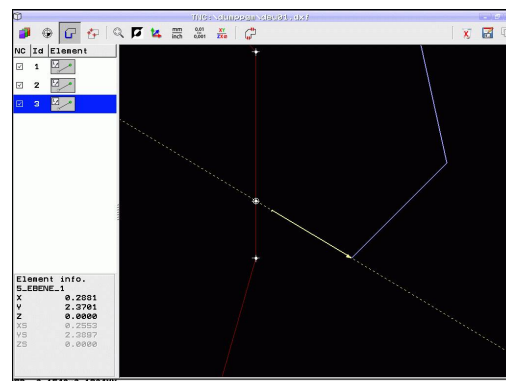 mm
inch
0,01
0,001
XY
NC Id Element
1
2
3
Element info.
5_EBENE_1
X 0.2881
Y 2.3701
Z 0.0000
XS 0.2553
YS 2.3897
ZS 0.0000